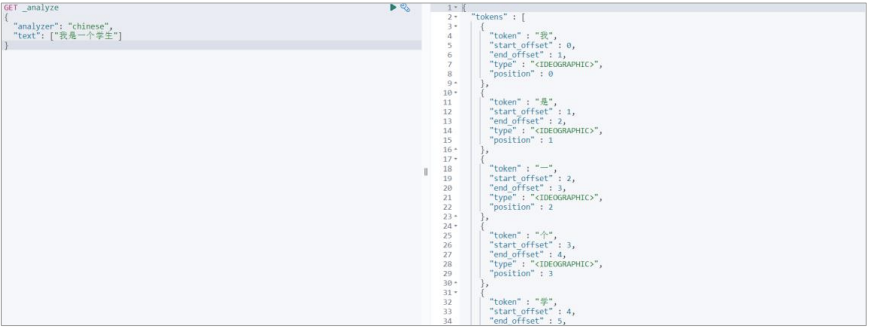 GET _analyze
{
  "analyzer": "chinese",
  "text": ["我是一个学生"]
}
1 {
2 "tokens" : [
3 {
4 "token" : "我",
5 "start_offset" : 0,
6 "end_offset" : 1,
7 "type" : "<IDEOGRAPHIC>",
8 "position" : 0
9 },
10 {
11 "token" : "是",
12 "start_offset" : 1,
13 "end_offset" : 2,
14 "type" : "<IDEOGRAPHIC>",
15 "position" : 1
16 },
17 {
18 "token" : "一",
19 "start_offset" : 2,
20 "end_offset" : 3,
21 "type" : "<IDEOGRAPHIC>",
22 "position" : 2
23 },
24 {
25 "token" : "个",
26 "start_offset" : 3,
27 "end_offset" : 4,
28 "type" : "<IDEOGRAPHIC>",
29 "position" : 3
30 },
31 {
32 "token" : "学",
33 "start_offset" : 4,
34 "end_offset" : 5,